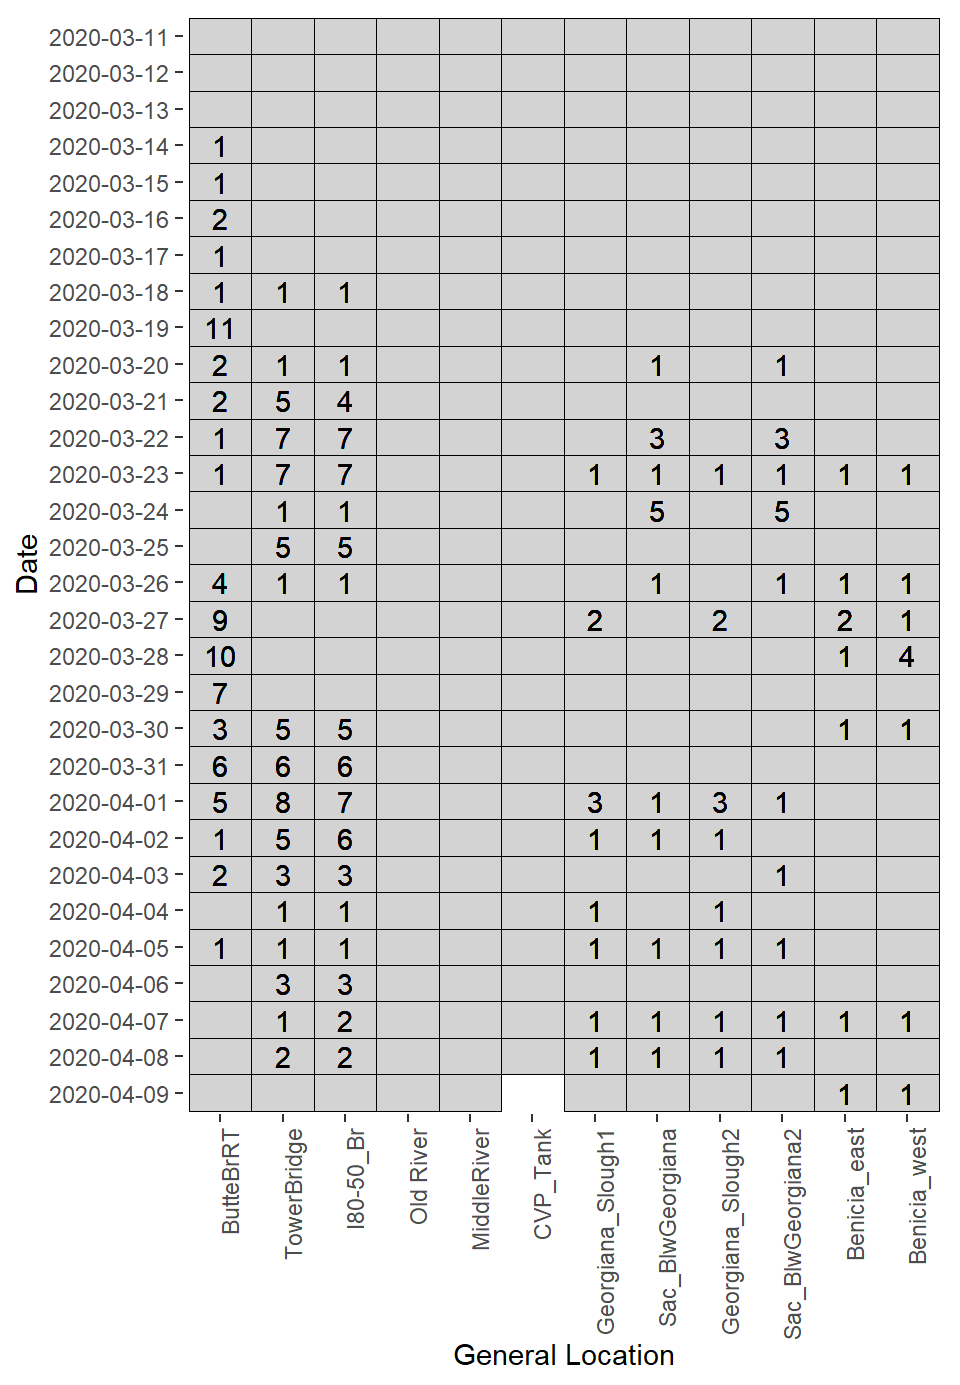 2020-03-11
2020-03-12
2020-03-13
2020-03-14 1
2020-03-15 1
2020-03-16 2
2020-03-17 1
2020-03-18 1 1 1
2020-03-19 11
2020-03-20 2 1 1 1 1
2020-03-21 2 5 4
2020-03-22 1 7 7 3 3
2020-03-23 1 7 7 1 1 1 1 1 1
2020-03-24 1 1 5 5
2020-03-25 5 5
2020-03-26 4 1 1 1 1 1 1
2020-03-27 9 2 2 2 1
2020-03-28 10 1 4
2020-03-29 7
2020-03-30 3 5 5 1 1
2020-03-31 6 6 6
2020-04-01 5 8 7 3 1 3 1
2020-04-02 1 5 6 1 1 1
2020-04-03 2 3 3 1
2020-04-04 1 1 1 1
2020-04-05 1 1 1 1 1 1 1
2020-04-06 3 3
2020-04-07 1 2 1 1 1 1 1 1
2020-04-08 2 2 1 1 1 1
2020-04-09 1 1
Date
ButteBrRT
TowerBridge
I80-50_Br
Old River
MiddleRiver
CVP_Tank
Georgiana_Slough1
Sac_BlwGeorgiana
Georgiana_Slough2
Sac_BlwGeorgiana2
Benicia_east
Benicia_west
General Location